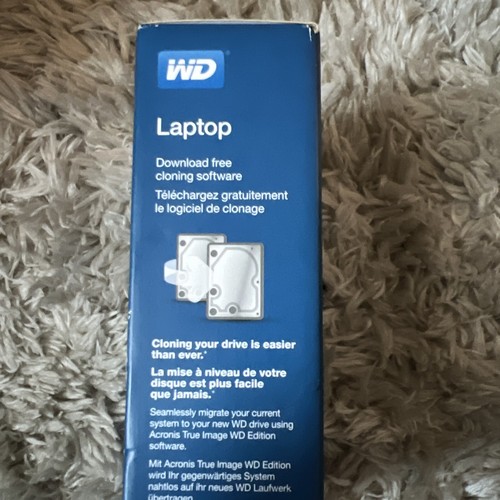 WD
Laptop
Download free
cloning software
Téléchargez gratuitement
le logiciel de clonage
Cloning your drive is easier
than ever.*
La mise à niveau de votre
disque est plus facile
que jamais.*
Seamlessly migrate your current
system to your new WD drive using
Acronis True Image WD Edition
software.
Mit Acronis True Image WD Edition
wird Ihr gegenwärtiges System
nahtlos auf ihr neues WD Laufwerk
übertragen